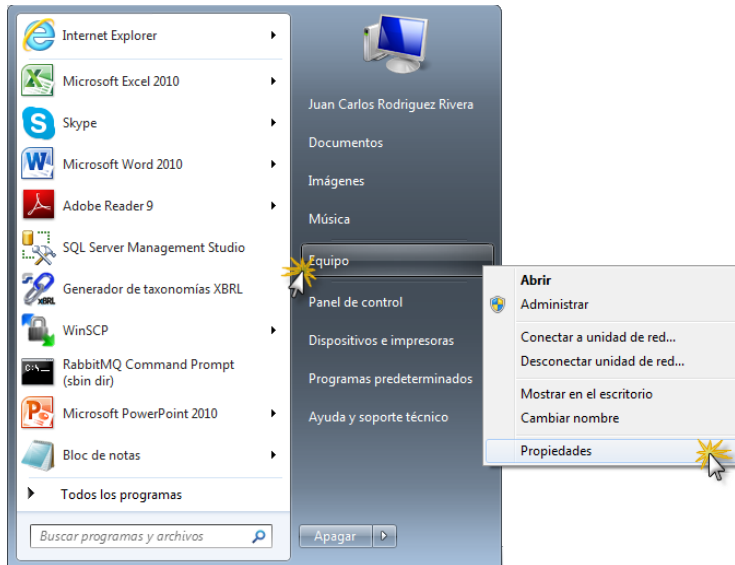 Internet Explorer
Microsoft Excel 2010
Skype
Microsoft Word 2010
Adobe Reader 9
SQL Server Management Studio
Generador de taxonomías XBRL
WinSCP
RabbitMQ Command Prompt
(sbin dir)
Microsoft PowerPoint 2010
Bloc de notas
Todos los programas
Buscar programas y archivos
Juan Carlos Rodriguez Rivera
Documentos
Imágenes
Música
Equipo
Panel de control
Dispositivos e impresoras
Programas predeterminados
Ayuda y soporte técnico
Apagar
Abrir
Administrar
Conectar a unidad de red...
Desconectar unidad de red...
Mostrar en el escritorio
Cambiar nombre
Propiedades